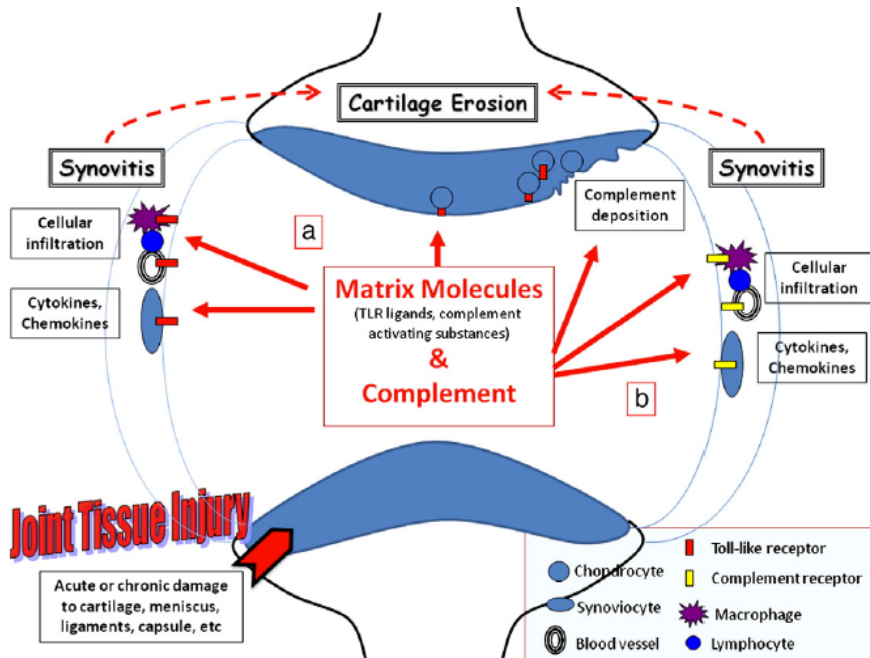 Cartilage Erosion
Synovitis
Synovitis
Cellular
infiltration
Cytokines,
Chemokines
a
Complement
deposition
Matrix Molecules
(TLR ligands, complement
activating substances)
&
Complement
Cellular
infiltration
Cytokines,
Chemokines
b
Joint Tissue Injury
Acute or chronic damage
to cartilage, meniscus,
ligaments, capsule, etc
Chondrocyte
Synoviocyte
Blood vessel
Toll-like receptor
Complement receptor
Macrophage
Lymphocyte